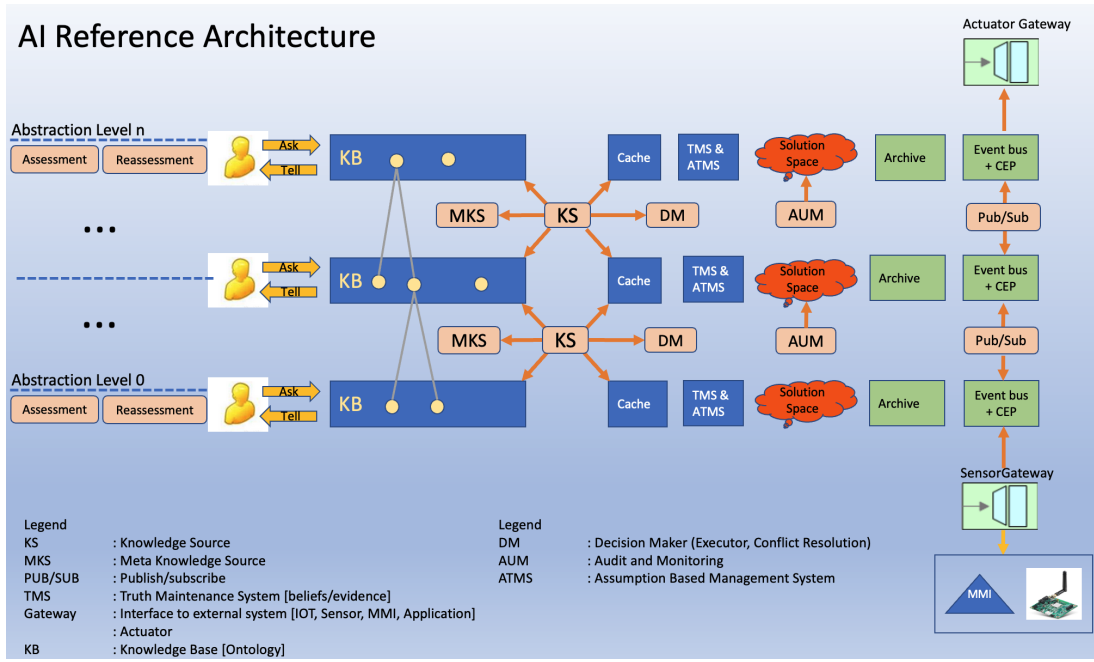 AI Reference Architecture
Actuator Gateway
Abstraction Level n
Assessment
Reassessment
Ask
Tell
KB
Cache
TMS &
ATMS
Solution
Space
Archive
Event bus
+ CEP
MKS
KS
DM
AUM
Pub/Sub
...
Ask
Tell
KB
Cache
TMS &
ATMS
Solution
Space
Archive
Event bus
+ CEP
...
MKS
KS
DM
AUM
Pub/Sub
Abstraction Level 0
Assessment
Reassessment
Ask
Tell
KB
Cache
TMS &
ATMS
Solution
Space
Archive
Event bus
+ CEP
SensorGateway
MMI
Legend
KS : Knowledge Source
MKS : Meta Knowledge Source
PUB/SUB : Publish/subscribe
TMS : Truth Maintenance System [beliefs/evidence]
Gateway : Interface to external system [IOT, Sensor, MMI, Application]
: Actuator
KB : Knowledge Base [Ontology]
Legend
DM : Decision Maker (Executor, Conflict Resolution)
AUM : Audit and Monitoring
ATMS : Assumption Based Management System